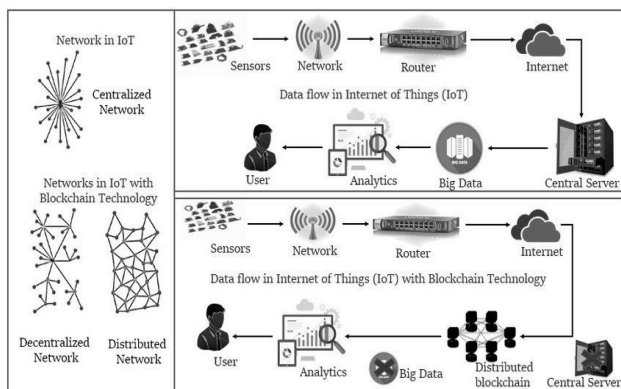 Network in IoT
Centralized
Network
Networks in IoT with
Blockchain Technology
Decentralized
Network
Distributed
Network
Sensors
Network
Router
Internet
Data flow in Internet of Things (IoT)
User
Analytics
BIG DATA
Big Data
Central Server
Sensors
Network
Router
Internet
Data flow in Internet of Things (IoT) with Blockchain Technology
User
Analytics
Big Data
Distributed
blockchain
Central Server